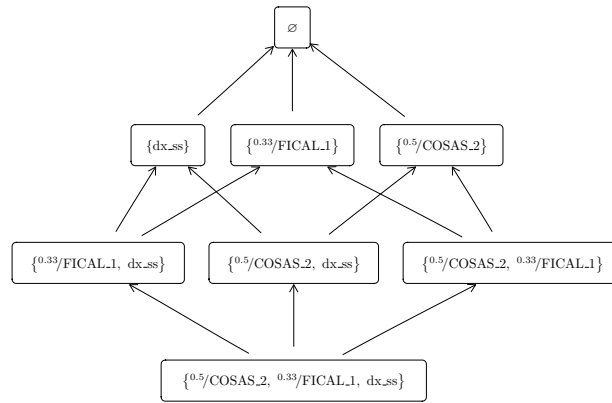 ∅
{dx_ss} {^0.33/FICAL_1} {^0.5/COSAS_2}
{^0.33/FICAL_1, dx_ss} {^0.5/COSAS_2, dx_ss} {^0.5/COSAS_2, ^0.33/FICAL_1}
{^0.5/COSAS_2, ^0.33/FICAL_1, dx_ss}